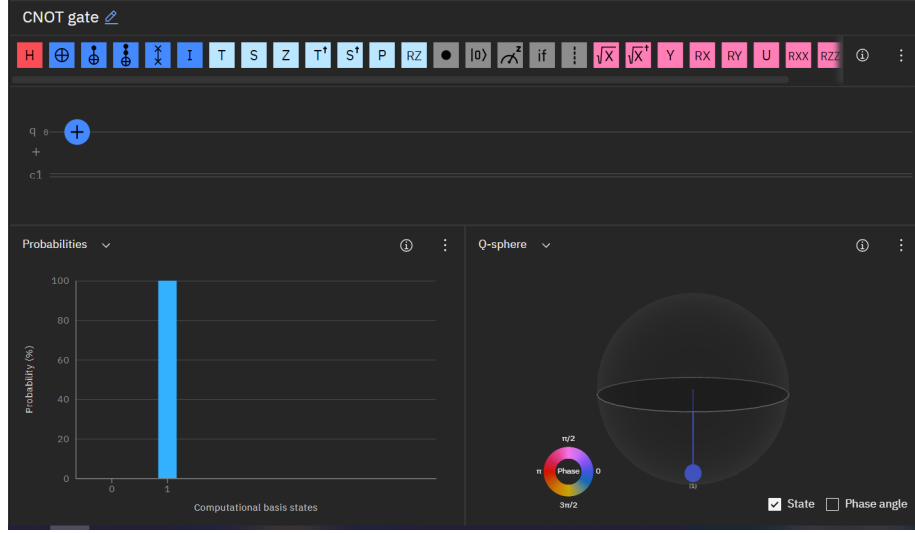 CNOT gate
H T S Z T† S† P RZ |0⟩ z if √X √X† Y RX RY U RXX RZZ
I
q 0 +
+
c1
Probabilities
Q-sphere
100
80
60
40
20
0
Probability (%)
0 1
Computational basis states
π/2
π Phase 0
3π/2
|1⟩
State Phase angle